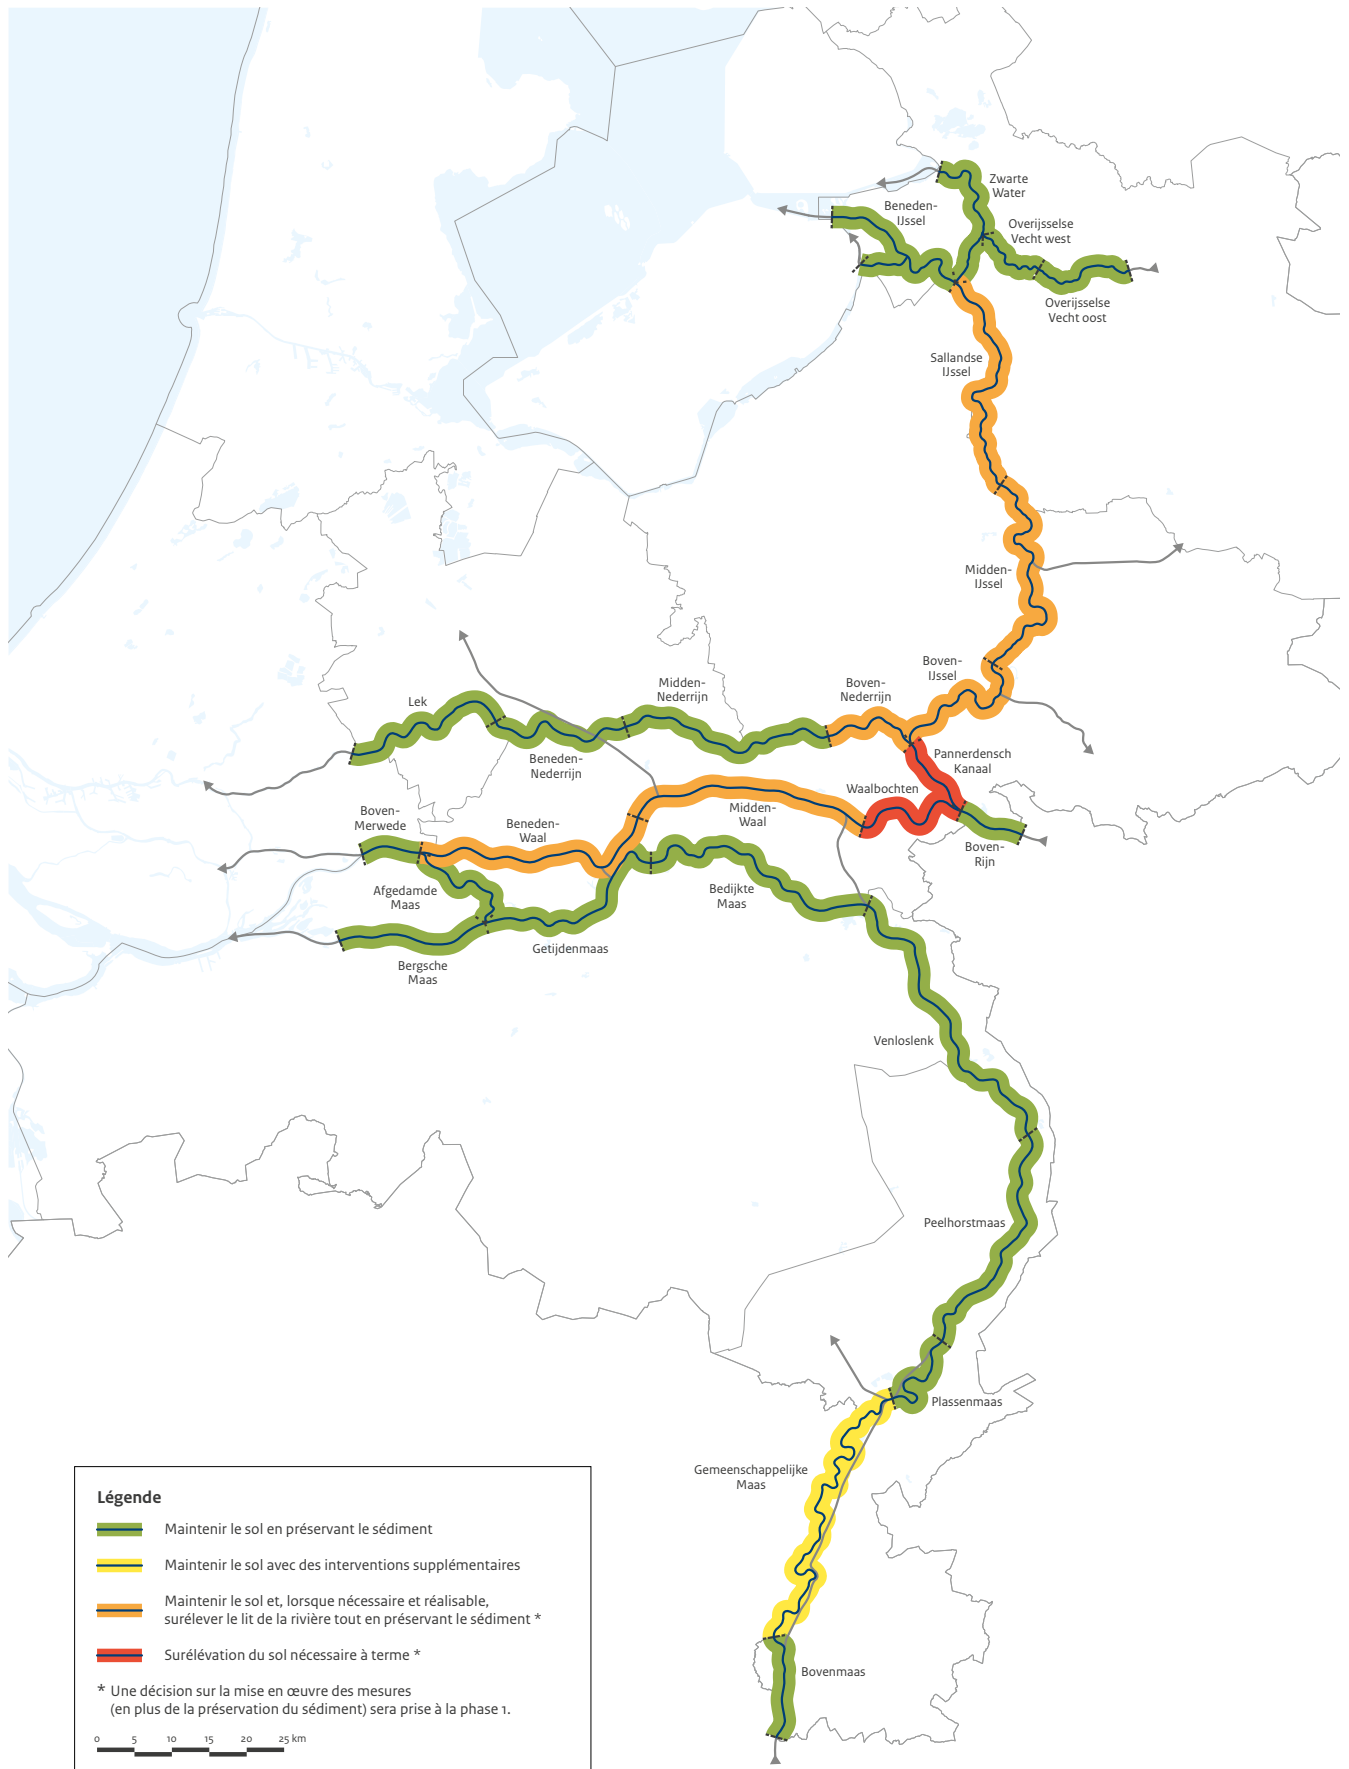 Zwarte
Water
Beneden-
IJssel
Overijsselse
Vecht west
Overijsselse
Vecht oost
Sallandse
IJssel
Midden-
IJssel
Boven-
IJssel
Boven-
Nederrijn
Midden-
Nederrijn
Lek
Beneden-
Nederrijn
Pannerdensch
Kanaal
Waalbochten
Midden-
Waal
Boven-
Merwede
Beneden-
Waal
Boven-
Rijn
Afgedamde
Maas
Bedijkte
Maas
Getijdenmaas
Bergsche
Maas
Venloslenk
Peelhorstmaas
Plassenmaas
Gemeenschappelijke
Maas
Bovenmaas
Légende
Maintenir le sol en préservant le sédiment
Maintenir le sol avec des interventions supplémentaires
Maintenir le sol et, lorsque nécessaire et réalisable,
surélever le lit de la rivière tout en préservant le sédiment *
Surélévation du sol nécessaire à terme *
* Une décision sur la mise en œuvre des mesures
(en plus de la préservation du sédiment) sera prise à la phase 1.
0 5 10 15 20 25 km